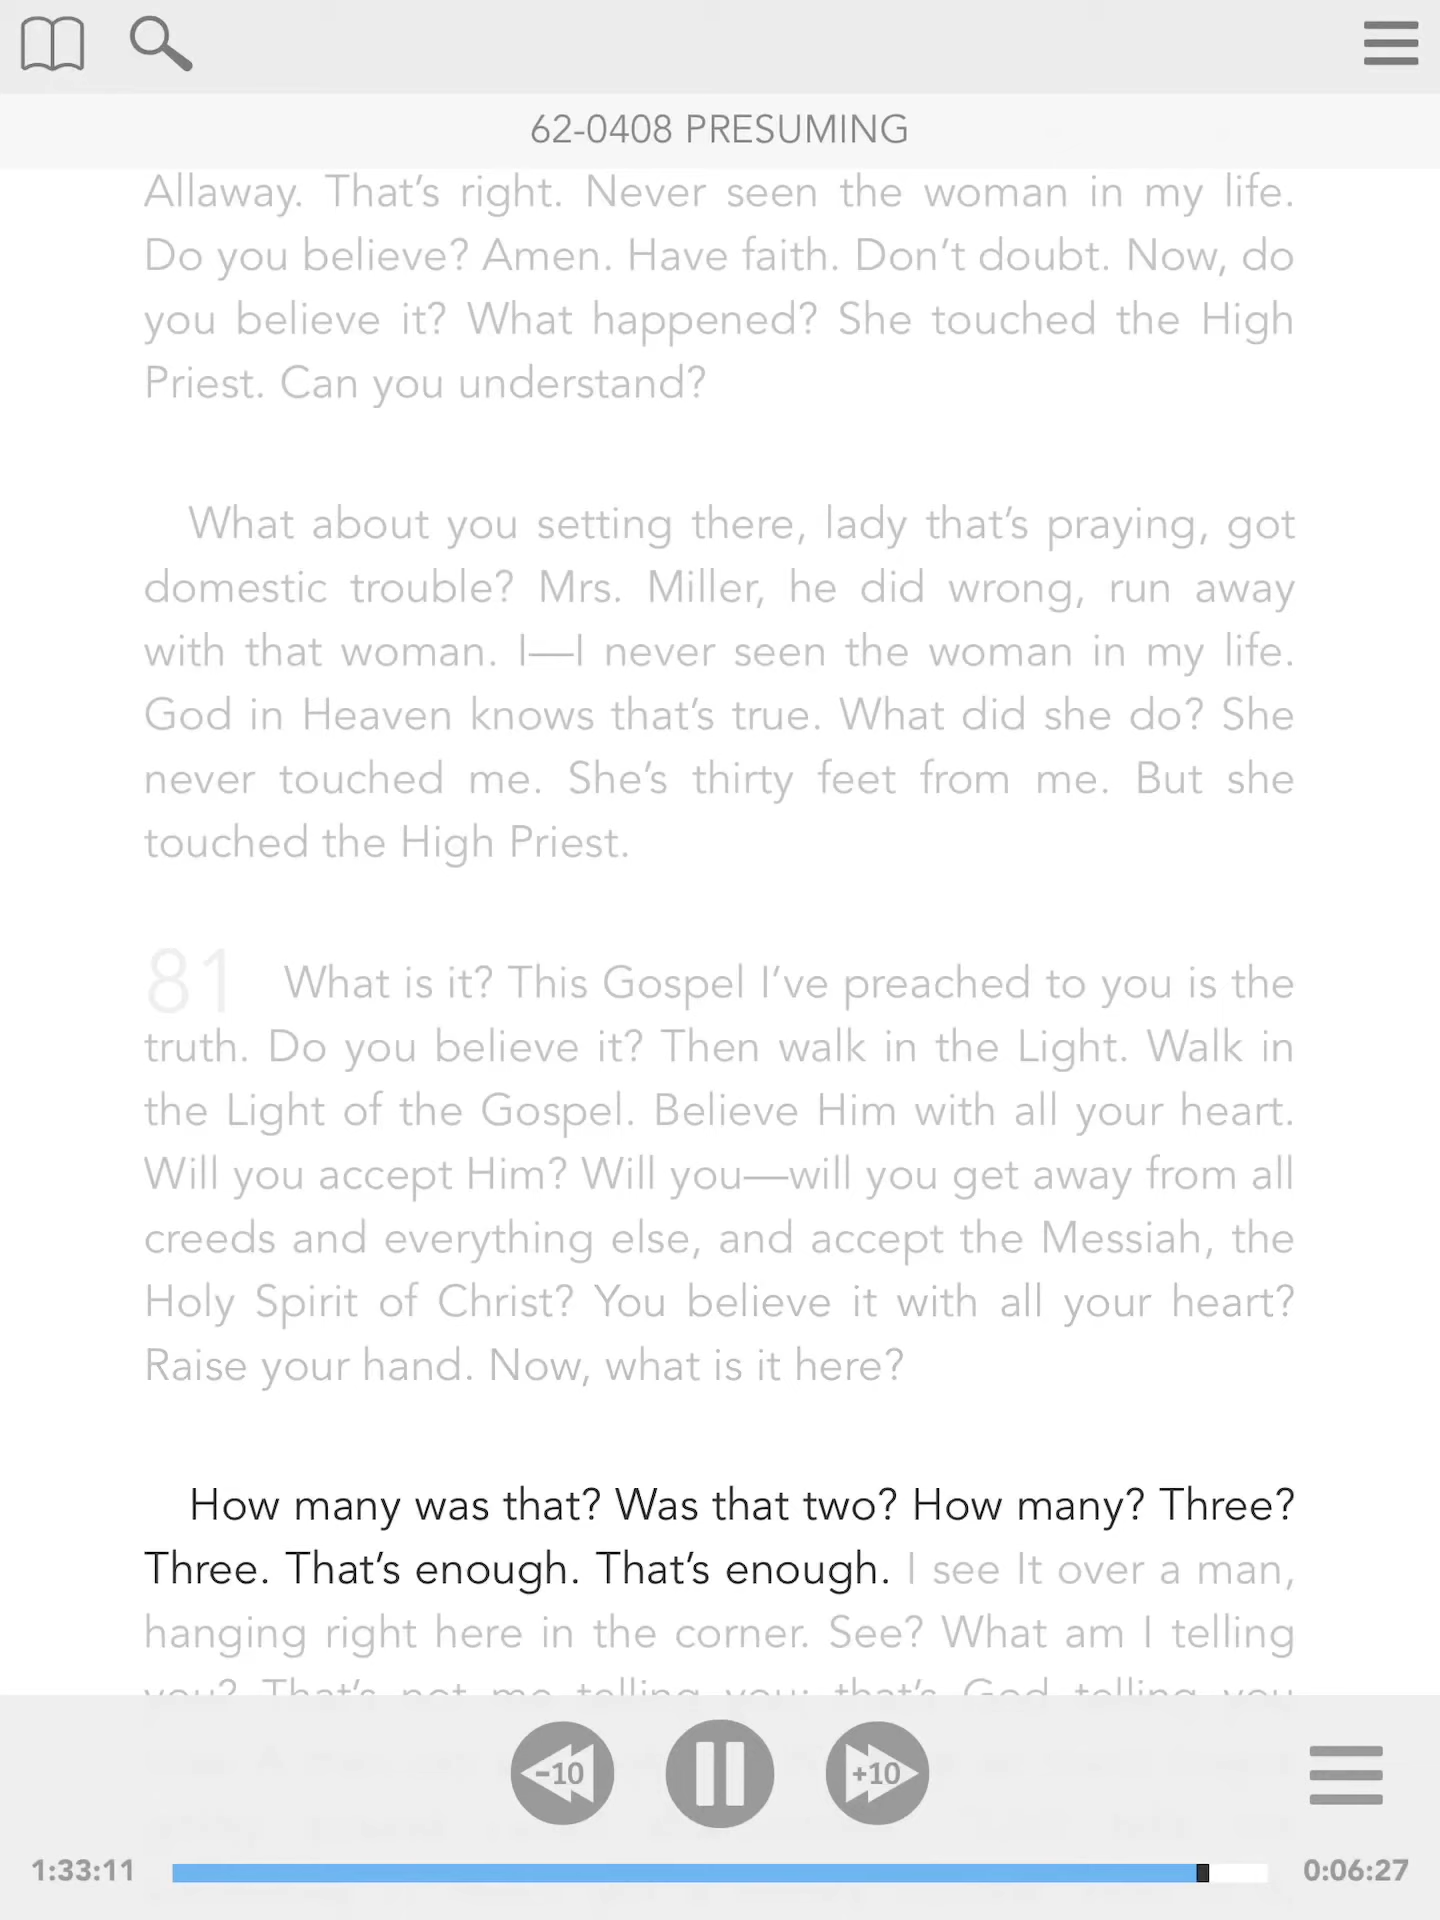 62-0408 PRESUMING
Allaway. That’s right. Never seen the woman in my life.
Do you believe? Amen. Have faith. Don’t doubt. Now, do
you believe it? What happened? She touched the High
Priest. Can you understand?
What about you setting there, lady that’s praying, got
domestic trouble? Mrs. Miller, he did wrong, run away
with that woman. I—I never seen the woman in my life.
God in Heaven knows that’s true. What did she do? She
never touched me. She’s thirty feet from me. But she
touched the High Priest.
81 What is it? This Gospel I’ve preached to you is the
truth. Do you believe it? Then walk in the Light. Walk in
the Light of the Gospel. Believe Him with all your heart.
Will you accept Him? Will you—will you get away from all
creeds and everything else, and accept the Messiah, the
Holy Spirit of Christ? You believe it with all your heart?
Raise your hand. Now, what is it here?
How many was that? Was that two? How many? Three?
Three. That’s enough. That’s enough. I see It over a man,
hanging right here in the corner. See? What am I telling
you? That’s not me telling you; that’s God telling you
-10 +10
1:33:11 0:06:27